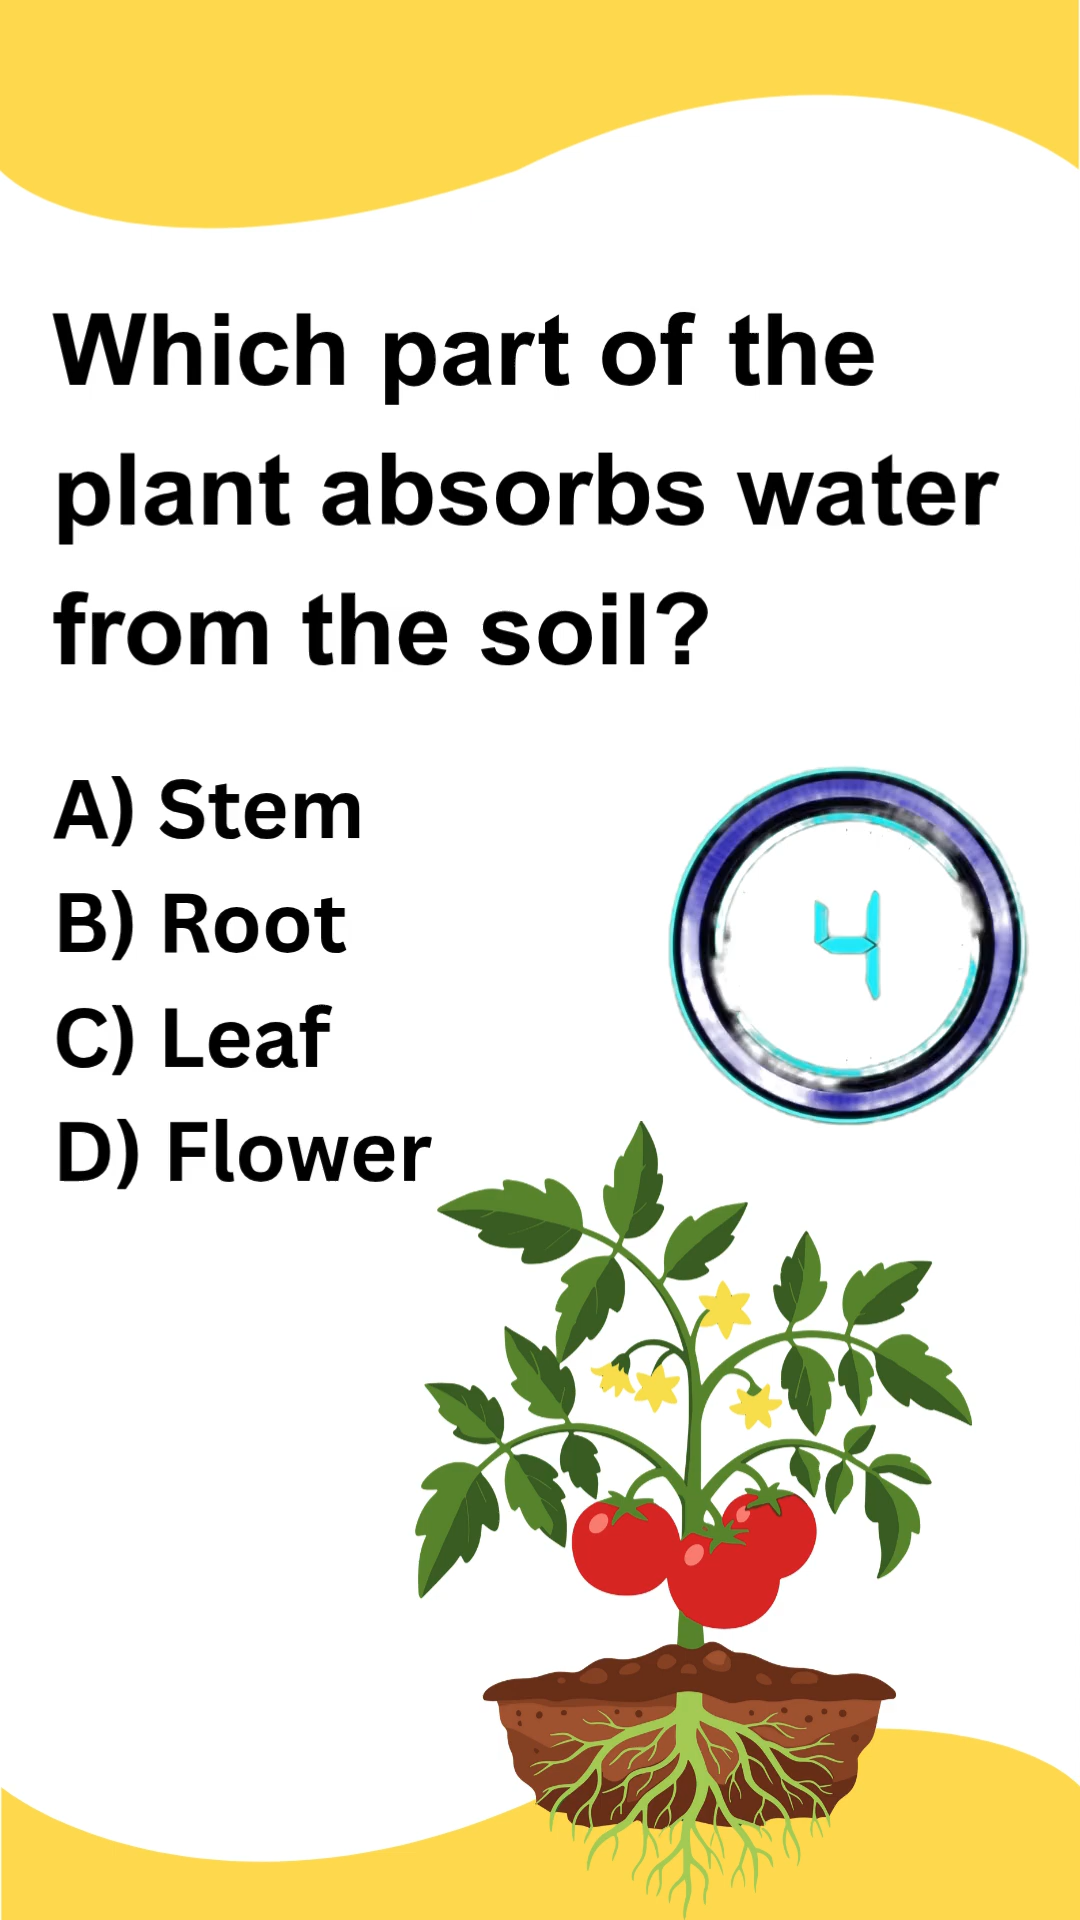 Which part of the
plant absorbs water
from the soil?
A) Stem
B) Root
C) Leaf
D) Flower
4